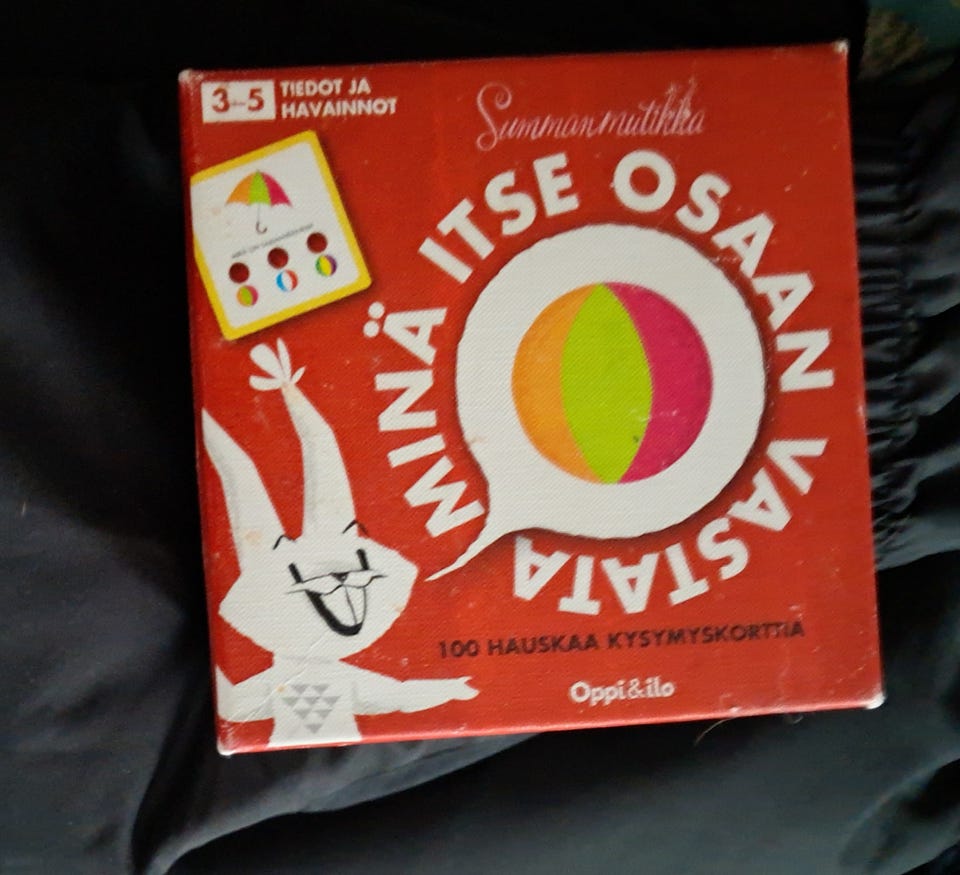 3–5
TIEDOT JA
HAVAINNOT
Summanmutikka
MINÄ ITSE OSAAN VASTATA
100 HAUSKAA KYSYMYSKORTTIA
Oppi&ilo